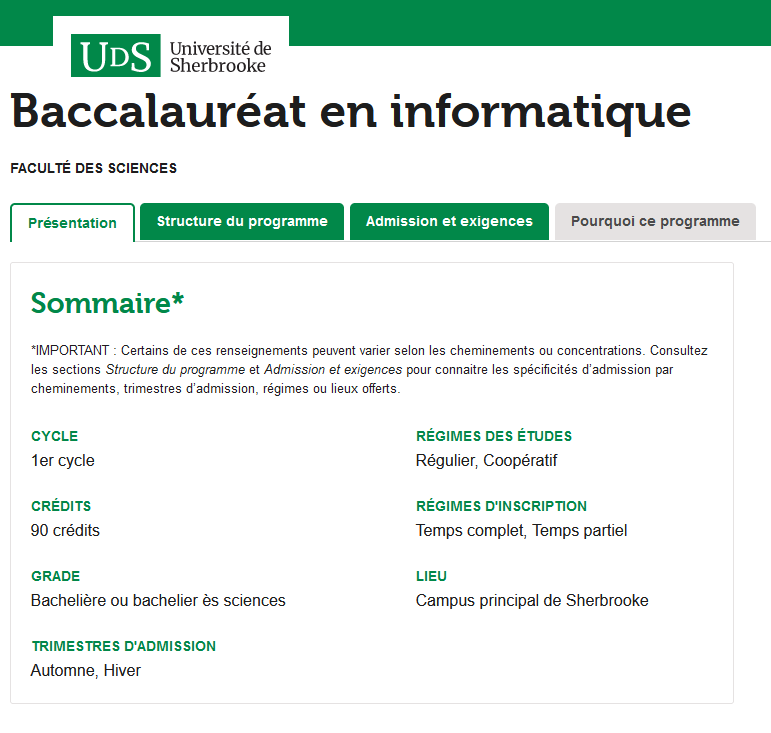 UDS Université de
Sherbrooke
Baccalauréat en informatique
FACULTÉ DES SCIENCES
Présentation Structure du programme Admission et exigences Pourquoi ce programme
Sommaire*
*IMPORTANT : Certains de ces renseignements peuvent varier selon les cheminements ou concentrations. Consultez
les sections Structure du programme et Admission et exigences pour connaitre les spécificités d’admission par
cheminements, trimestres d’admission, régimes ou lieux offerts.
CYCLE
1er cycle
CRÉDITS
90 crédits
GRADE
Bachelière ou bachelier ès sciences
TRIMESTRES D'ADMISSION
Automne, Hiver
RÉGIMES DES ÉTUDES
Régulier, Coopératif
RÉGIMES D'INSCRIPTION
Temps complet, Temps partiel
LIEU
Campus principal de Sherbrooke